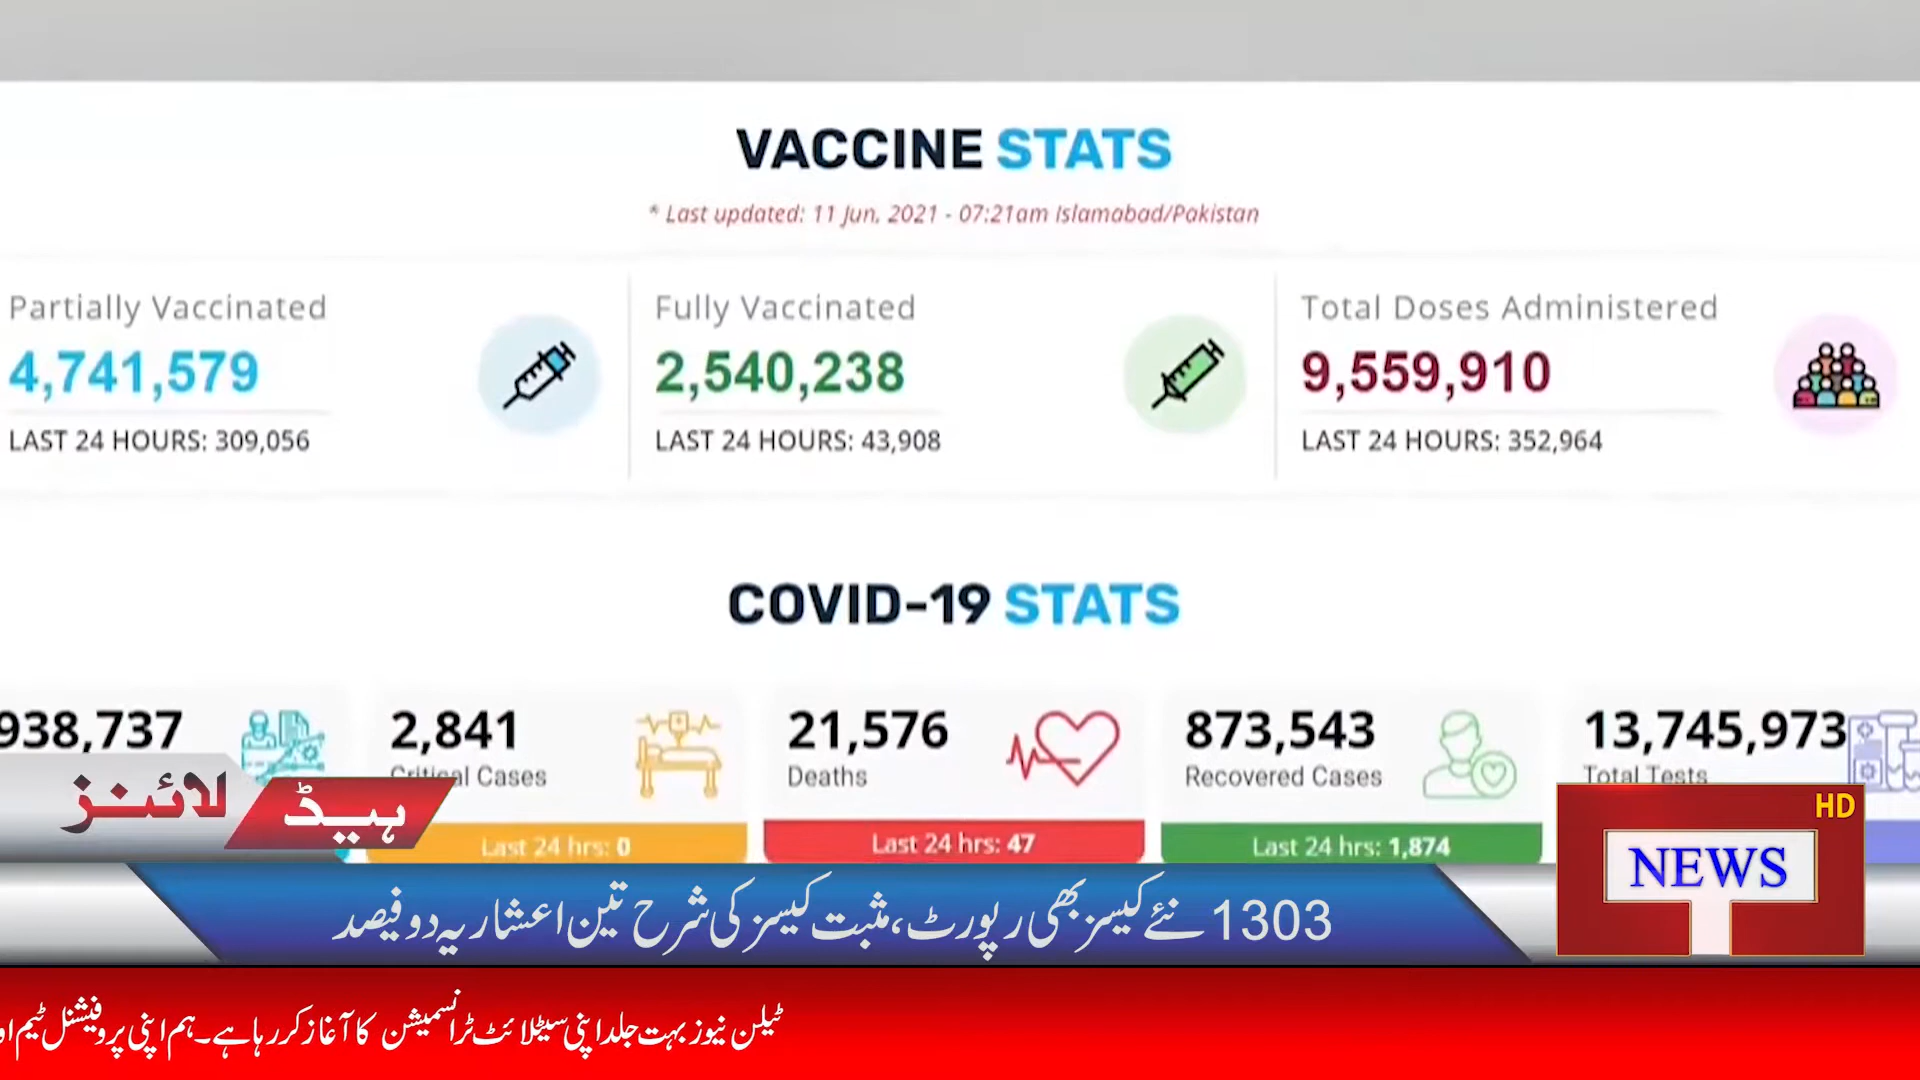 VACCINE STATS
* Last updated: 11 Jun, 2021 - 07:21am Islamabad/Pakistan
Partially Vaccinated
4,741,579
LAST 24 HOURS: 309,056
Fully Vaccinated
2,540,238
LAST 24 HOURS: 43,908
Total Doses Administered
9,559,910
LAST 24 HOURS: 352,964
COVID-19 STATS
938,737
2,841
Critical Cases
Last 24 hrs: 0
21,576
Deaths
Last 24 hrs: 47
873,543
Recovered Cases
Last 24 hrs: 1,874
13,745,973
Total Tests
ہیڈ لائنز
HD
NEWS
1303 نئے کیسز بھی رپورٹ، مثبت کیسز کی شرح تین اعشاریہ دو فیصد
ٹیلن نیوز بہت جلد اپنی سیٹلائٹ ٹرانسمیشن کا آغاز کر رہا ہے۔ ہم اپنی پروفیشنل ٹیم